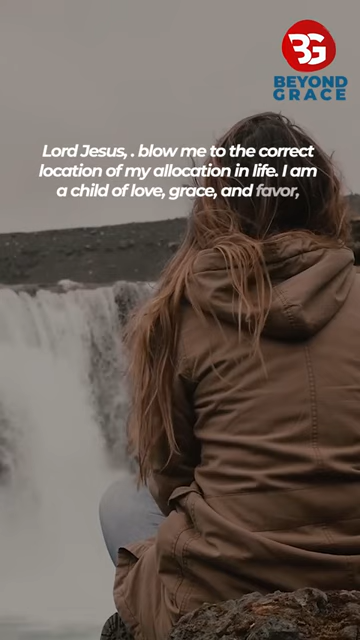 BG
BEYOND
GRACE
Lord Jesus, . blow me to the correct
location of my allocation in life. I am
a child of love, grace, and favor,